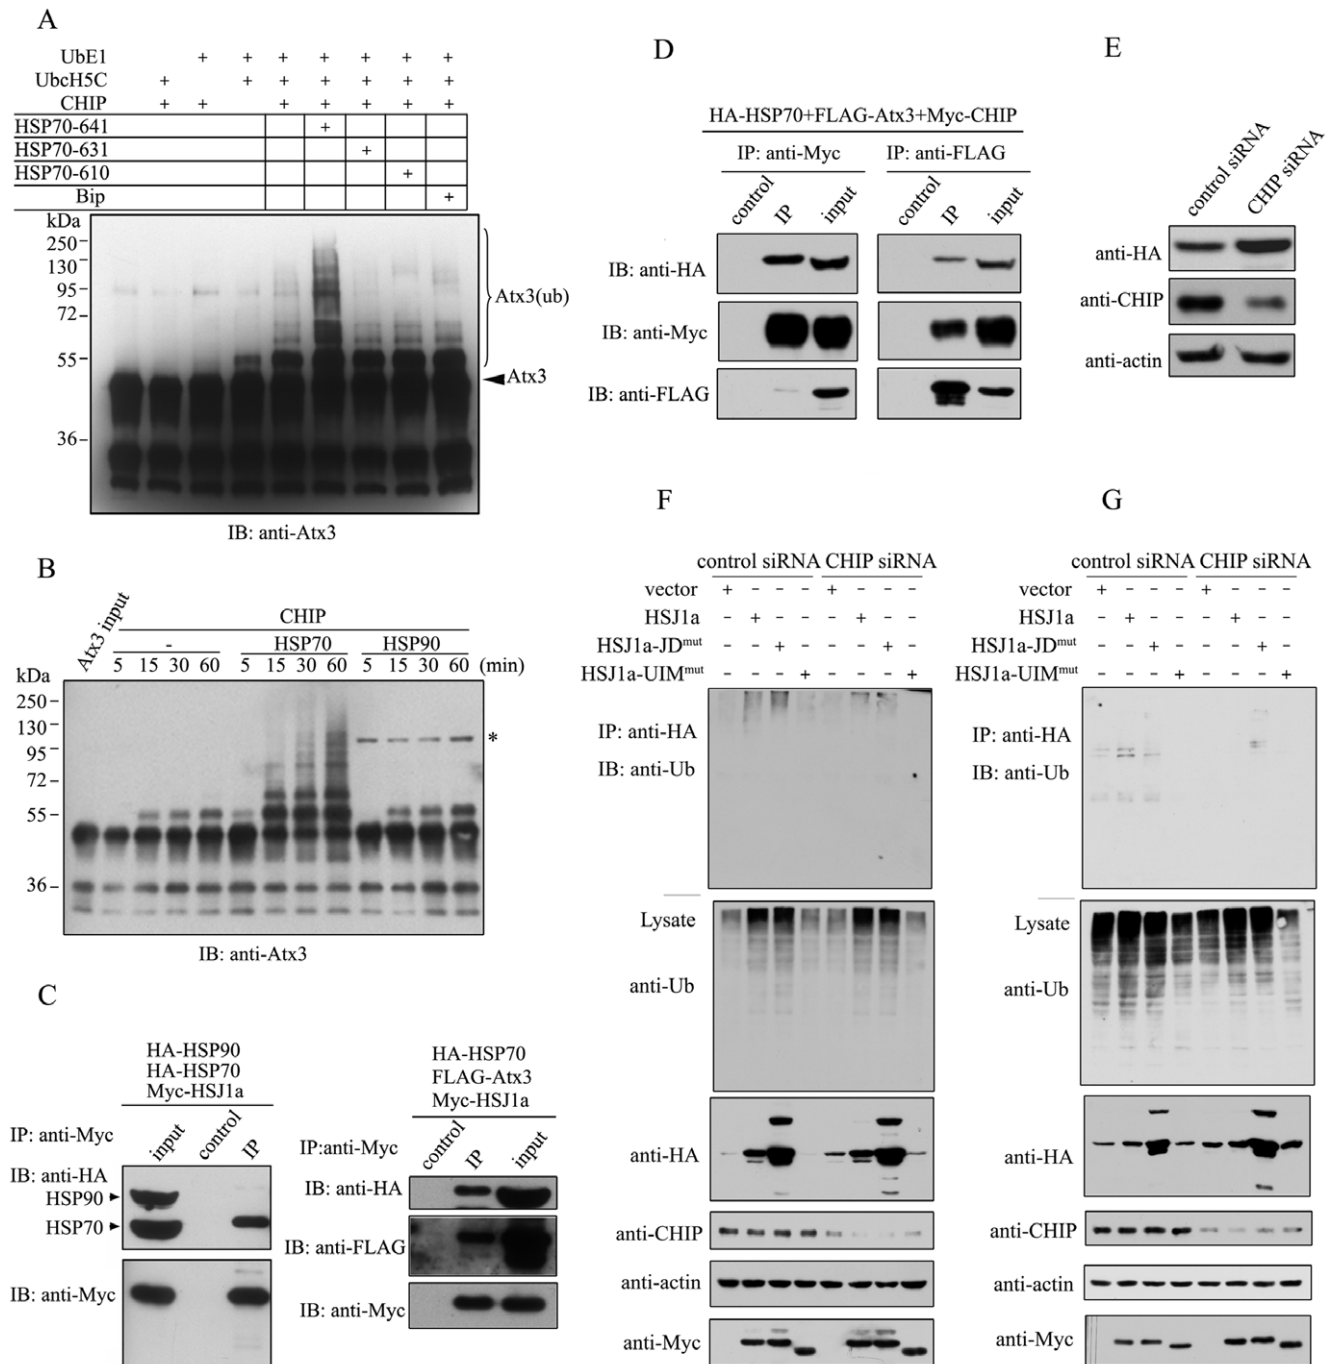 A
UbE1 + + + + + + +
UbcH5C + + + + + + +
CHIP + + + + + + +
HSP70-641 +
HSP70-631 +
HSP70-610 +
Bip +
kDa
250
130
95
72
55
36
Atx3(ub)
Atx3
IB: anti-Atx3
B
Atx3 input
CHIP
- HSP70 HSP90
5 15 30 60 5 15 30 60 5 15 30 60 (min)
kDa
250
130
95
72
55
36
*
IB: anti-Atx3
C
HA-HSP90
HA-HSP70
Myc-HSJ1a
IP: anti-Myc
input control IP
IB: anti-HA
HSP90
HSP70
IB: anti-Myc
HA-HSP70
FLAG-Atx3
Myc-HSJ1a
IP:anti-Myc
control IP input
IB: anti-HA
IB: anti-FLAG
IB: anti-Myc
D
HA-HSP70+FLAG-Atx3+Myc-CHIP
IP: anti-Myc IP: anti-FLAG
control IP input control IP input
IB: anti-HA
IB: anti-Myc
IB: anti-FLAG
E
control siRNA CHIP siRNA
anti-HA
anti-CHIP
anti-actin
F
control siRNA CHIP siRNA
vector + - - - + - - -
HSJ1a - + - - - + - -
HSJ1a-JDmut - - + - - - + -
HSJ1a-UIMmut - - - + - - - +
IP: anti-HA
IB: anti-Ub
Lysate
anti-Ub
anti-HA
anti-CHIP
anti-actin
anti-Myc
G
control siRNA CHIP siRNA
vector + - - - + - - -
HSJ1a - + - - - + - -
HSJ1a-JDmut - - + - - - + -
HSJ1a-UIMmut - - - + - - - +
IP: anti-HA
IB: anti-Ub
Lysate
anti-Ub
anti-HA
anti-CHIP
anti-actin
anti-Myc